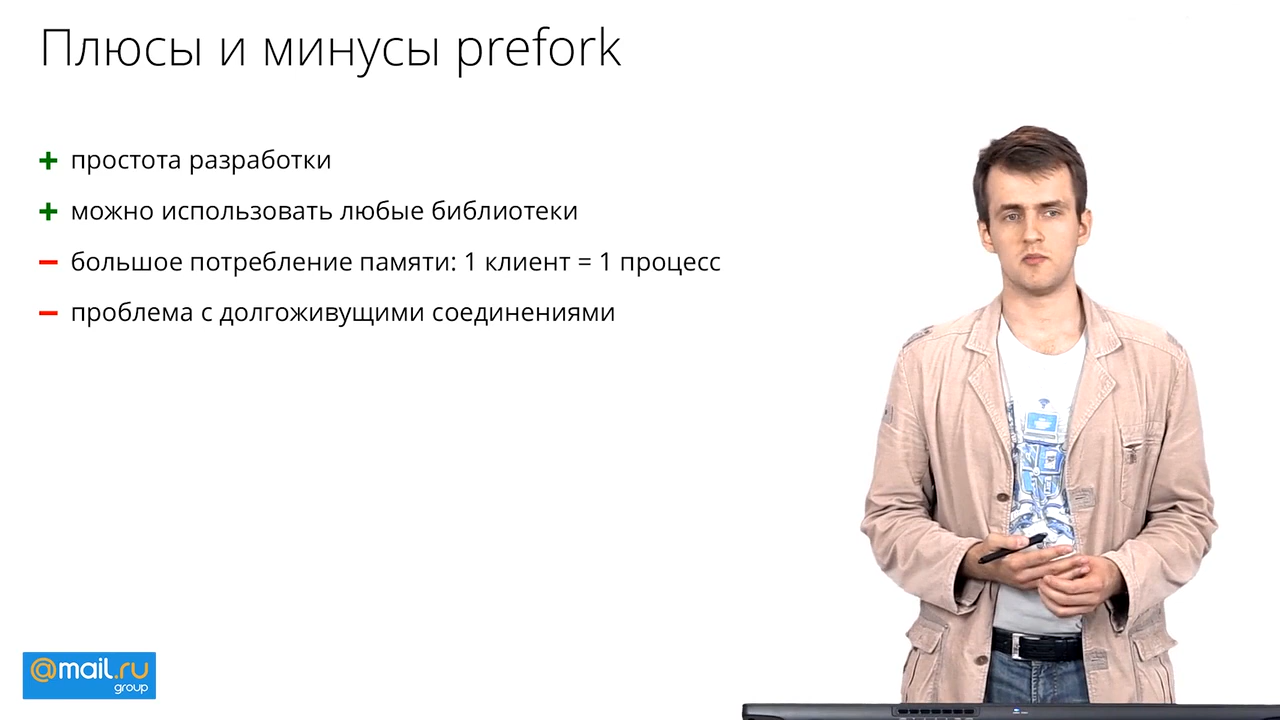 Плюсы и минусы prefork
+ простота разработки
+ можно использовать любые библиотеки
− большое потребление памяти: 1 клиент = 1 процесс
− проблема с долгоживущими соединениями
@mail.ru
group